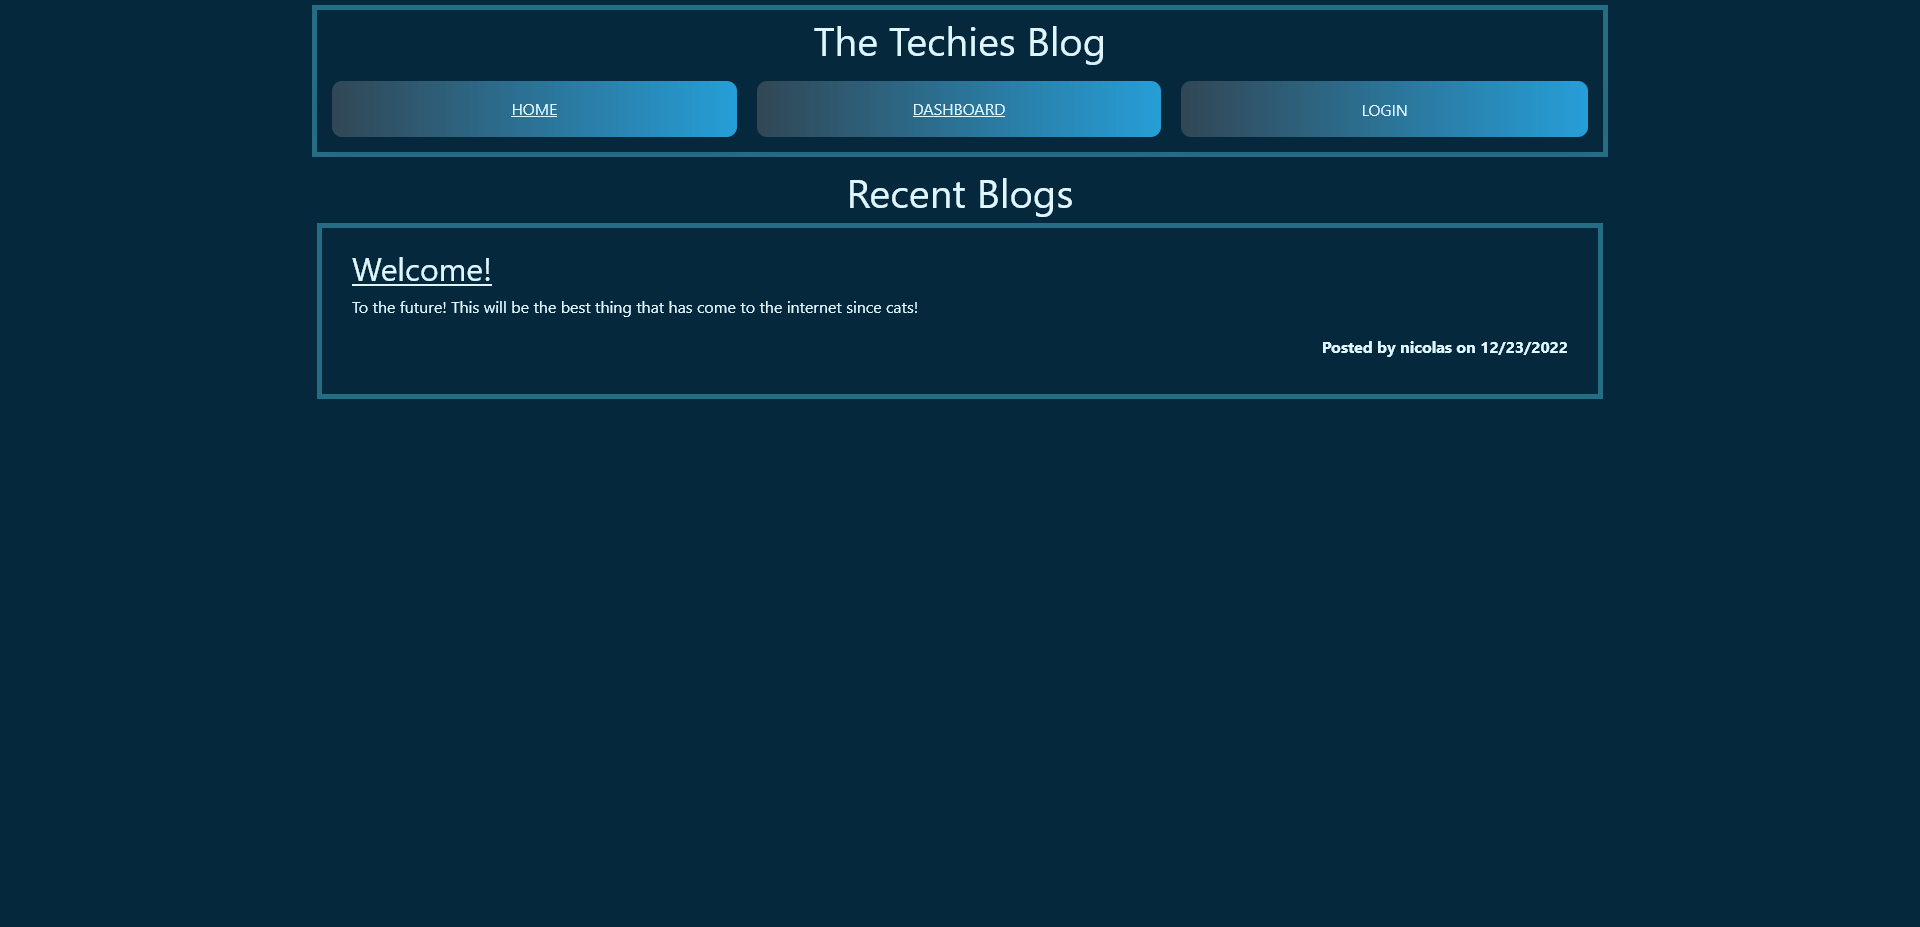 The Techies Blog
HOME DASHBOARD LOGIN
Recent Blogs
Welcome!
To the future! This will be the best thing that has come to the internet since cats!
Posted by nicolas on 12/23/2022